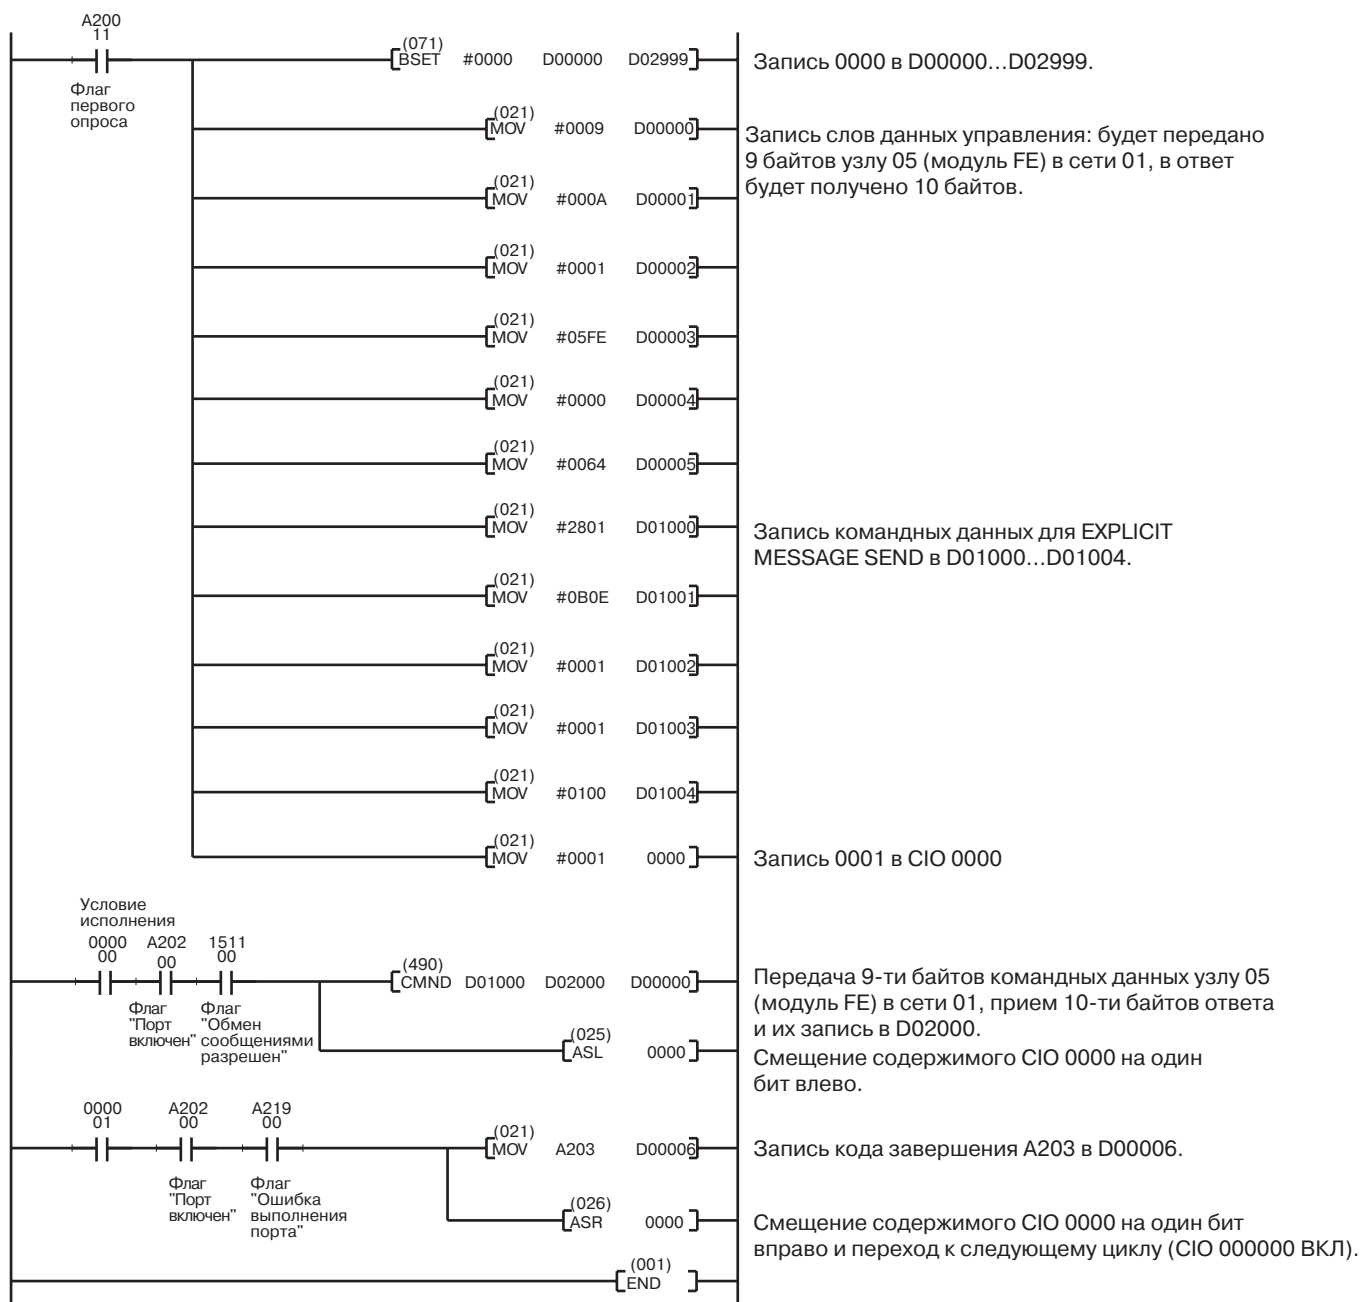 A200
11
(071)
BSET #0000 D00000 D02999
Запись 0000 в D00000...D02999.
Флаг
первого
опроса
(021)
MOV #0009 D00000
Запись слов данных управления: будет передано
9 байтов узлу 05 (модуль FE) в сети 01, в ответ
будет получено 10 байтов.
(021)
MOV #000A D00001
(021)
MOV #0001 D00002
(021)
MOV #05FE D00003
(021)
MOV #0000 D00004
(021)
MOV #0064 D00005
(021)
MOV #2801 D01000
Запись командных данных для EXPLICIT
MESSAGE SEND в D01000...D01004.
(021)
MOV #0B0E D01001
(021)
MOV #0001 D01002
(021)
MOV #0001 D01003
(021)
MOV #0100 D01004
(021)
MOV #0001 0000
Запись 0001 в CIO 0000
Условие
исполнения
0000 A202 1511
00 00 00
(490)
CMND D01000 D02000 D00000
Передача 9-ти байтов командных данных узлу 05
(модуль FE) в сети 01, прием 10-ти байтов ответа
и их запись в D02000.
Флаг
"Порт
включен"
Флаг
"Обмен
сообщениями
разрешен"
(025)
ASL 0000
Смещение содержимого CIO 0000 на один
бит влево.
0000 A202 A219
01 00 00
(021)
MOV A203 D00006
Запись кода завершения A203 в D00006.
Флаг
"Порт
включен"
Флаг
"Ошибка
выполнения
порта"
(026)
ASR 0000
Смещение содержимого CIO 0000 на один бит
вправо и переход к следующему циклу (CIO 000000 ВКЛ).
(001)
END